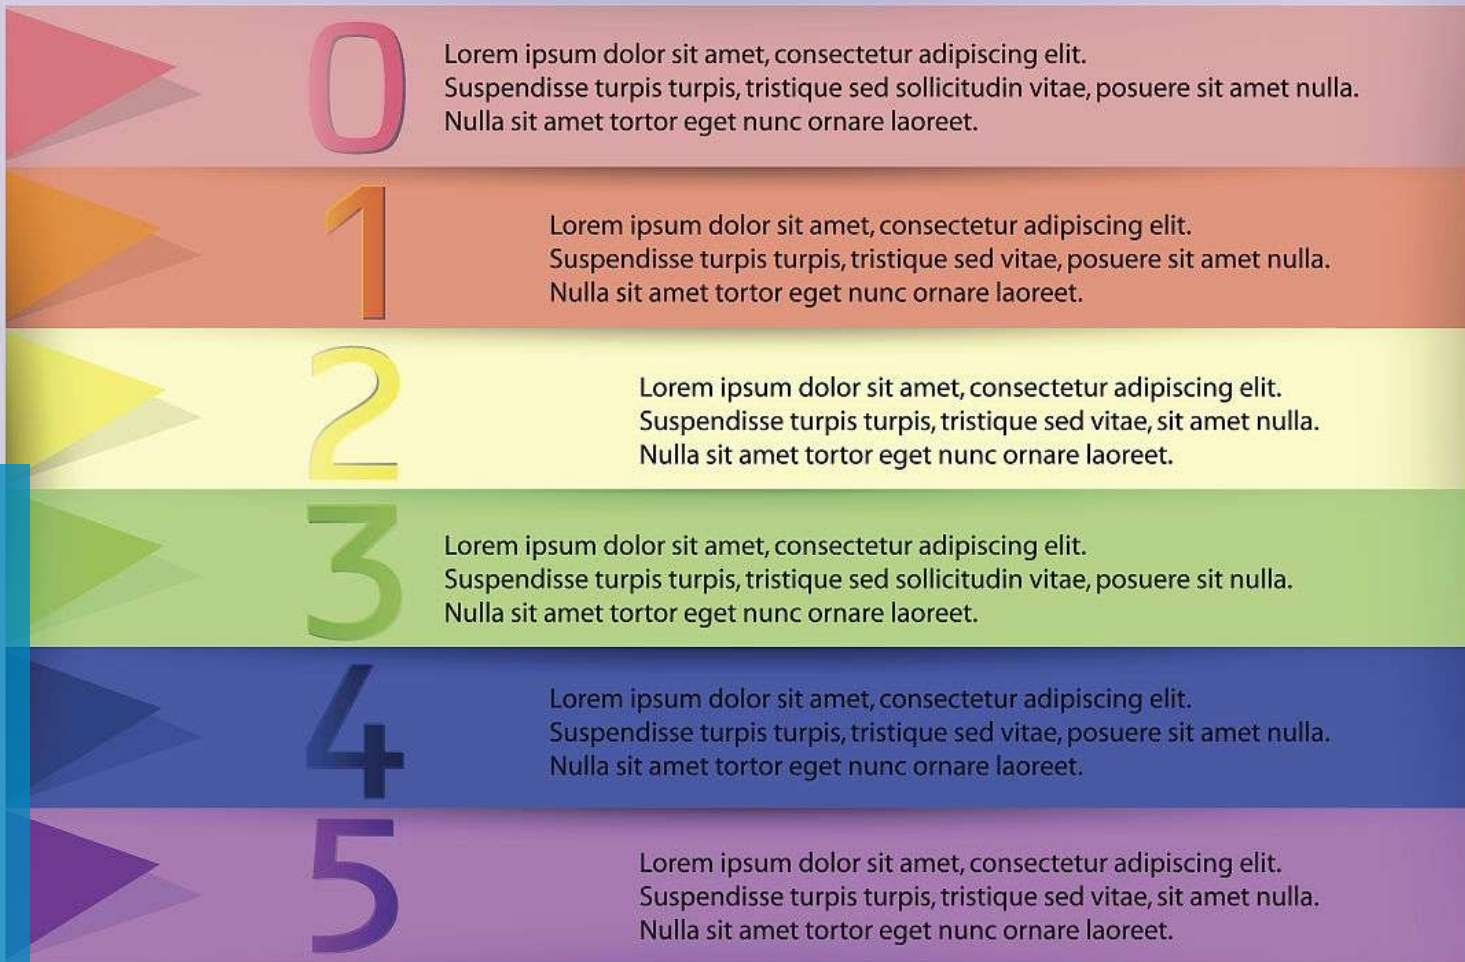 0
Lorem ipsum dolor sit amet, consectetur adipiscing elit.
Suspendisse turpis turpis, tristique sed sollicitudin vitae, posuere sit amet nulla.
Nulla sit amet tortor eget nunc ornare laoreet.
1
Lorem ipsum dolor sit amet, consectetur adipiscing elit.
Suspendisse turpis turpis, tristique sed vitae, posuere sit amet nulla.
Nulla sit amet tortor eget nunc ornare laoreet.
2
Lorem ipsum dolor sit amet, consectetur adipiscing elit.
Suspendisse turpis turpis, tristique sed vitae, sit amet nulla.
Nulla sit amet tortor eget nunc ornare laoreet.
3
Lorem ipsum dolor sit amet, consectetur adipiscing elit.
Suspendisse turpis turpis, tristique sed sollicitudin vitae, posuere sit nulla.
Nulla sit amet tortor eget nunc ornare laoreet.
4
Lorem ipsum dolor sit amet, consectetur adipiscing elit.
Suspendisse turpis turpis, tristique sed vitae, posuere sit amet nulla.
Nulla sit amet tortor eget nunc ornare laoreet.
5
Lorem ipsum dolor sit amet, consectetur adipiscing elit.
Suspendisse turpis turpis, tristique sed vitae, sit amet nulla.
Nulla sit amet tortor eget nunc ornare laoreet.